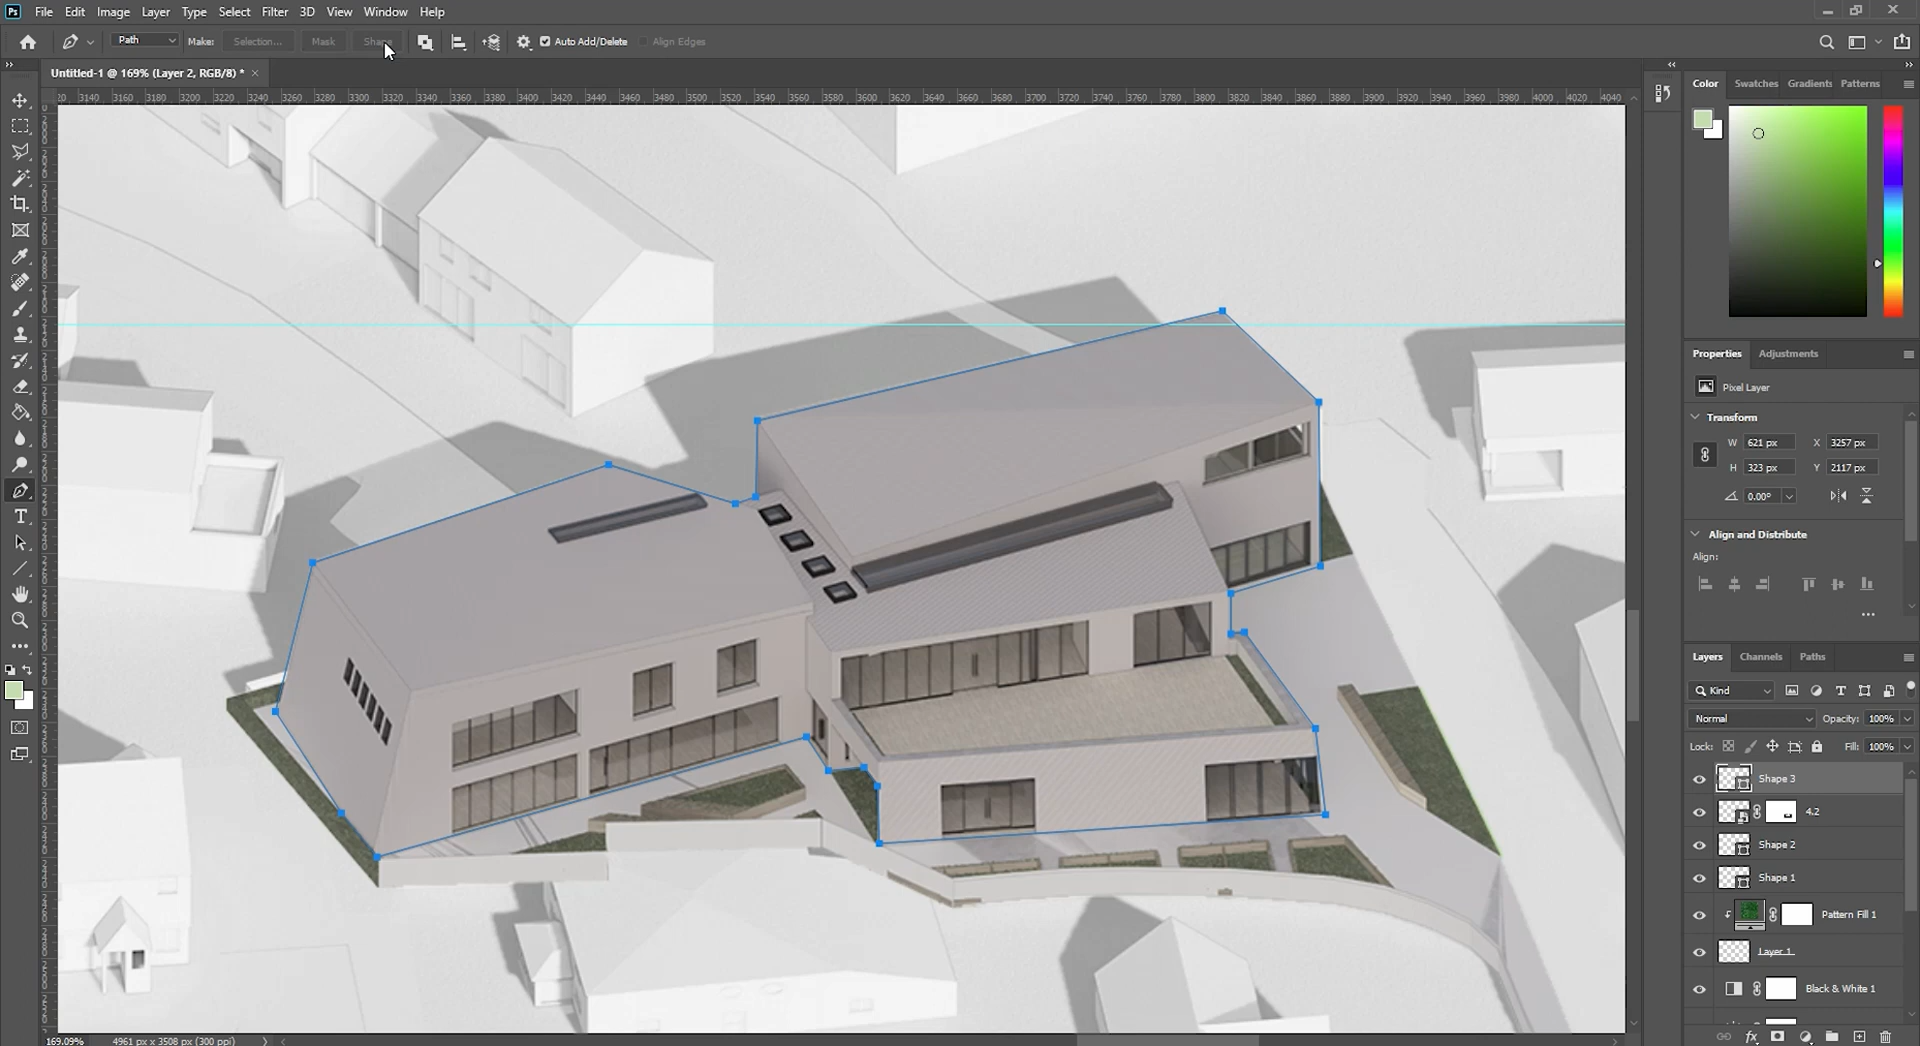 Ps File Edit Image Layer Type Select Filter 3D View Window Help
Path Make: Selection... Mask Shape Auto Add/Delete Align Edges
Untitled-1 @ 169% (Layer 2, RGB/8) * ×
3140 3160 3180 3200 3220 3240 3260 3280 3300 3320 3340 3360 3380 3400 3420 3440 3460 3480 3500 3520 3540 3560 3580 3600 3620 3640 3660 3680 3700 3720 3740 3760 3780 3800 3820 3840 3860 3880 3900 3920 3940 3960 3980 4000 4020 4040
Color Swatches Gradients Patterns
Properties Adjustments
Pixel Layer
Transform
W 621 px X 3257 px
H 323 px Y 2117 px
0.00°
Align and Distribute
Align:
Layers Channels Paths
Kind
Normal Opacity: 100%
Lock: Fill: 100%
Shape 3
4.2
Shape 2
Shape 1
Pattern Fill 1
Layer 1
Black & White 1
fx
169.09% 4961 px x 3508 px (300 ppi)